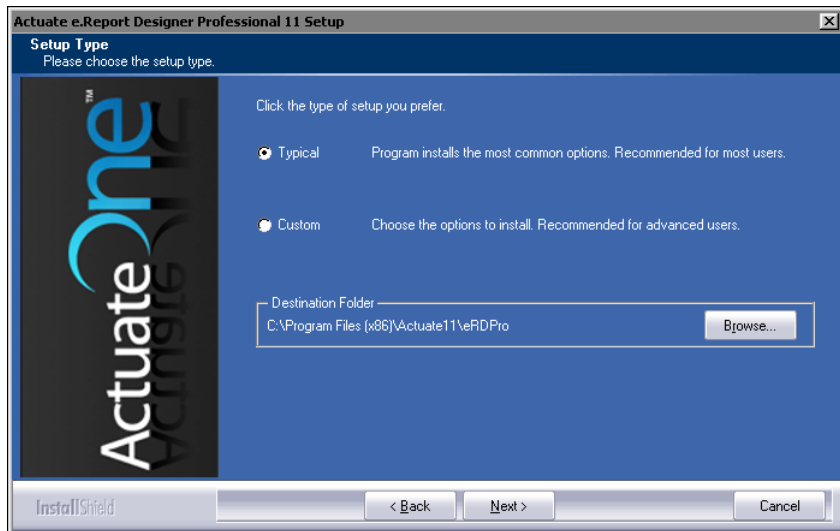 Actuate e.Report Designer Professional 11 Setup
Setup Type
Please choose the setup type.
ActuateOne™
Click the type of setup you prefer.
Typical Program installs the most common options. Recommended for most users.
Custom Choose the options to install. Recommended for advanced users.
Destination Folder
C:\Program Files (x86)\Actuate11\eRDPro
Browse...
InstallShield
< Back Next > Cancel